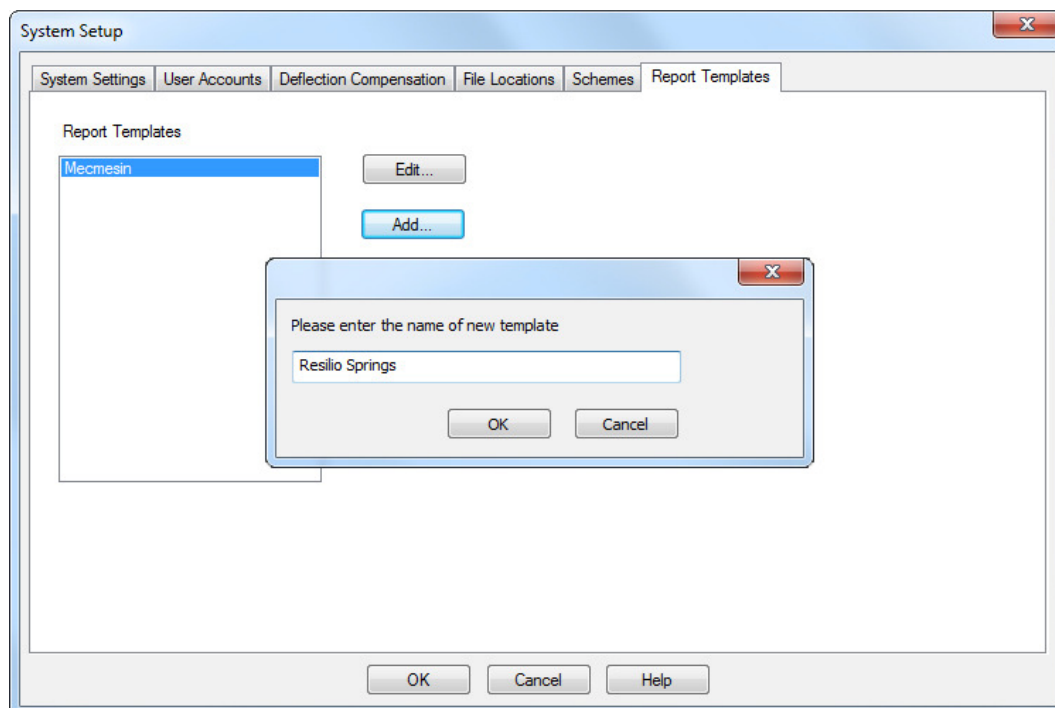 System Setup
System Settings User Accounts Deflection Compensation File Locations Schemes Report Templates
Report Templates
Mecmesin
Edit...
Add...
Please enter the name of new template
Resilio Springs
OK Cancel
OK Cancel Help